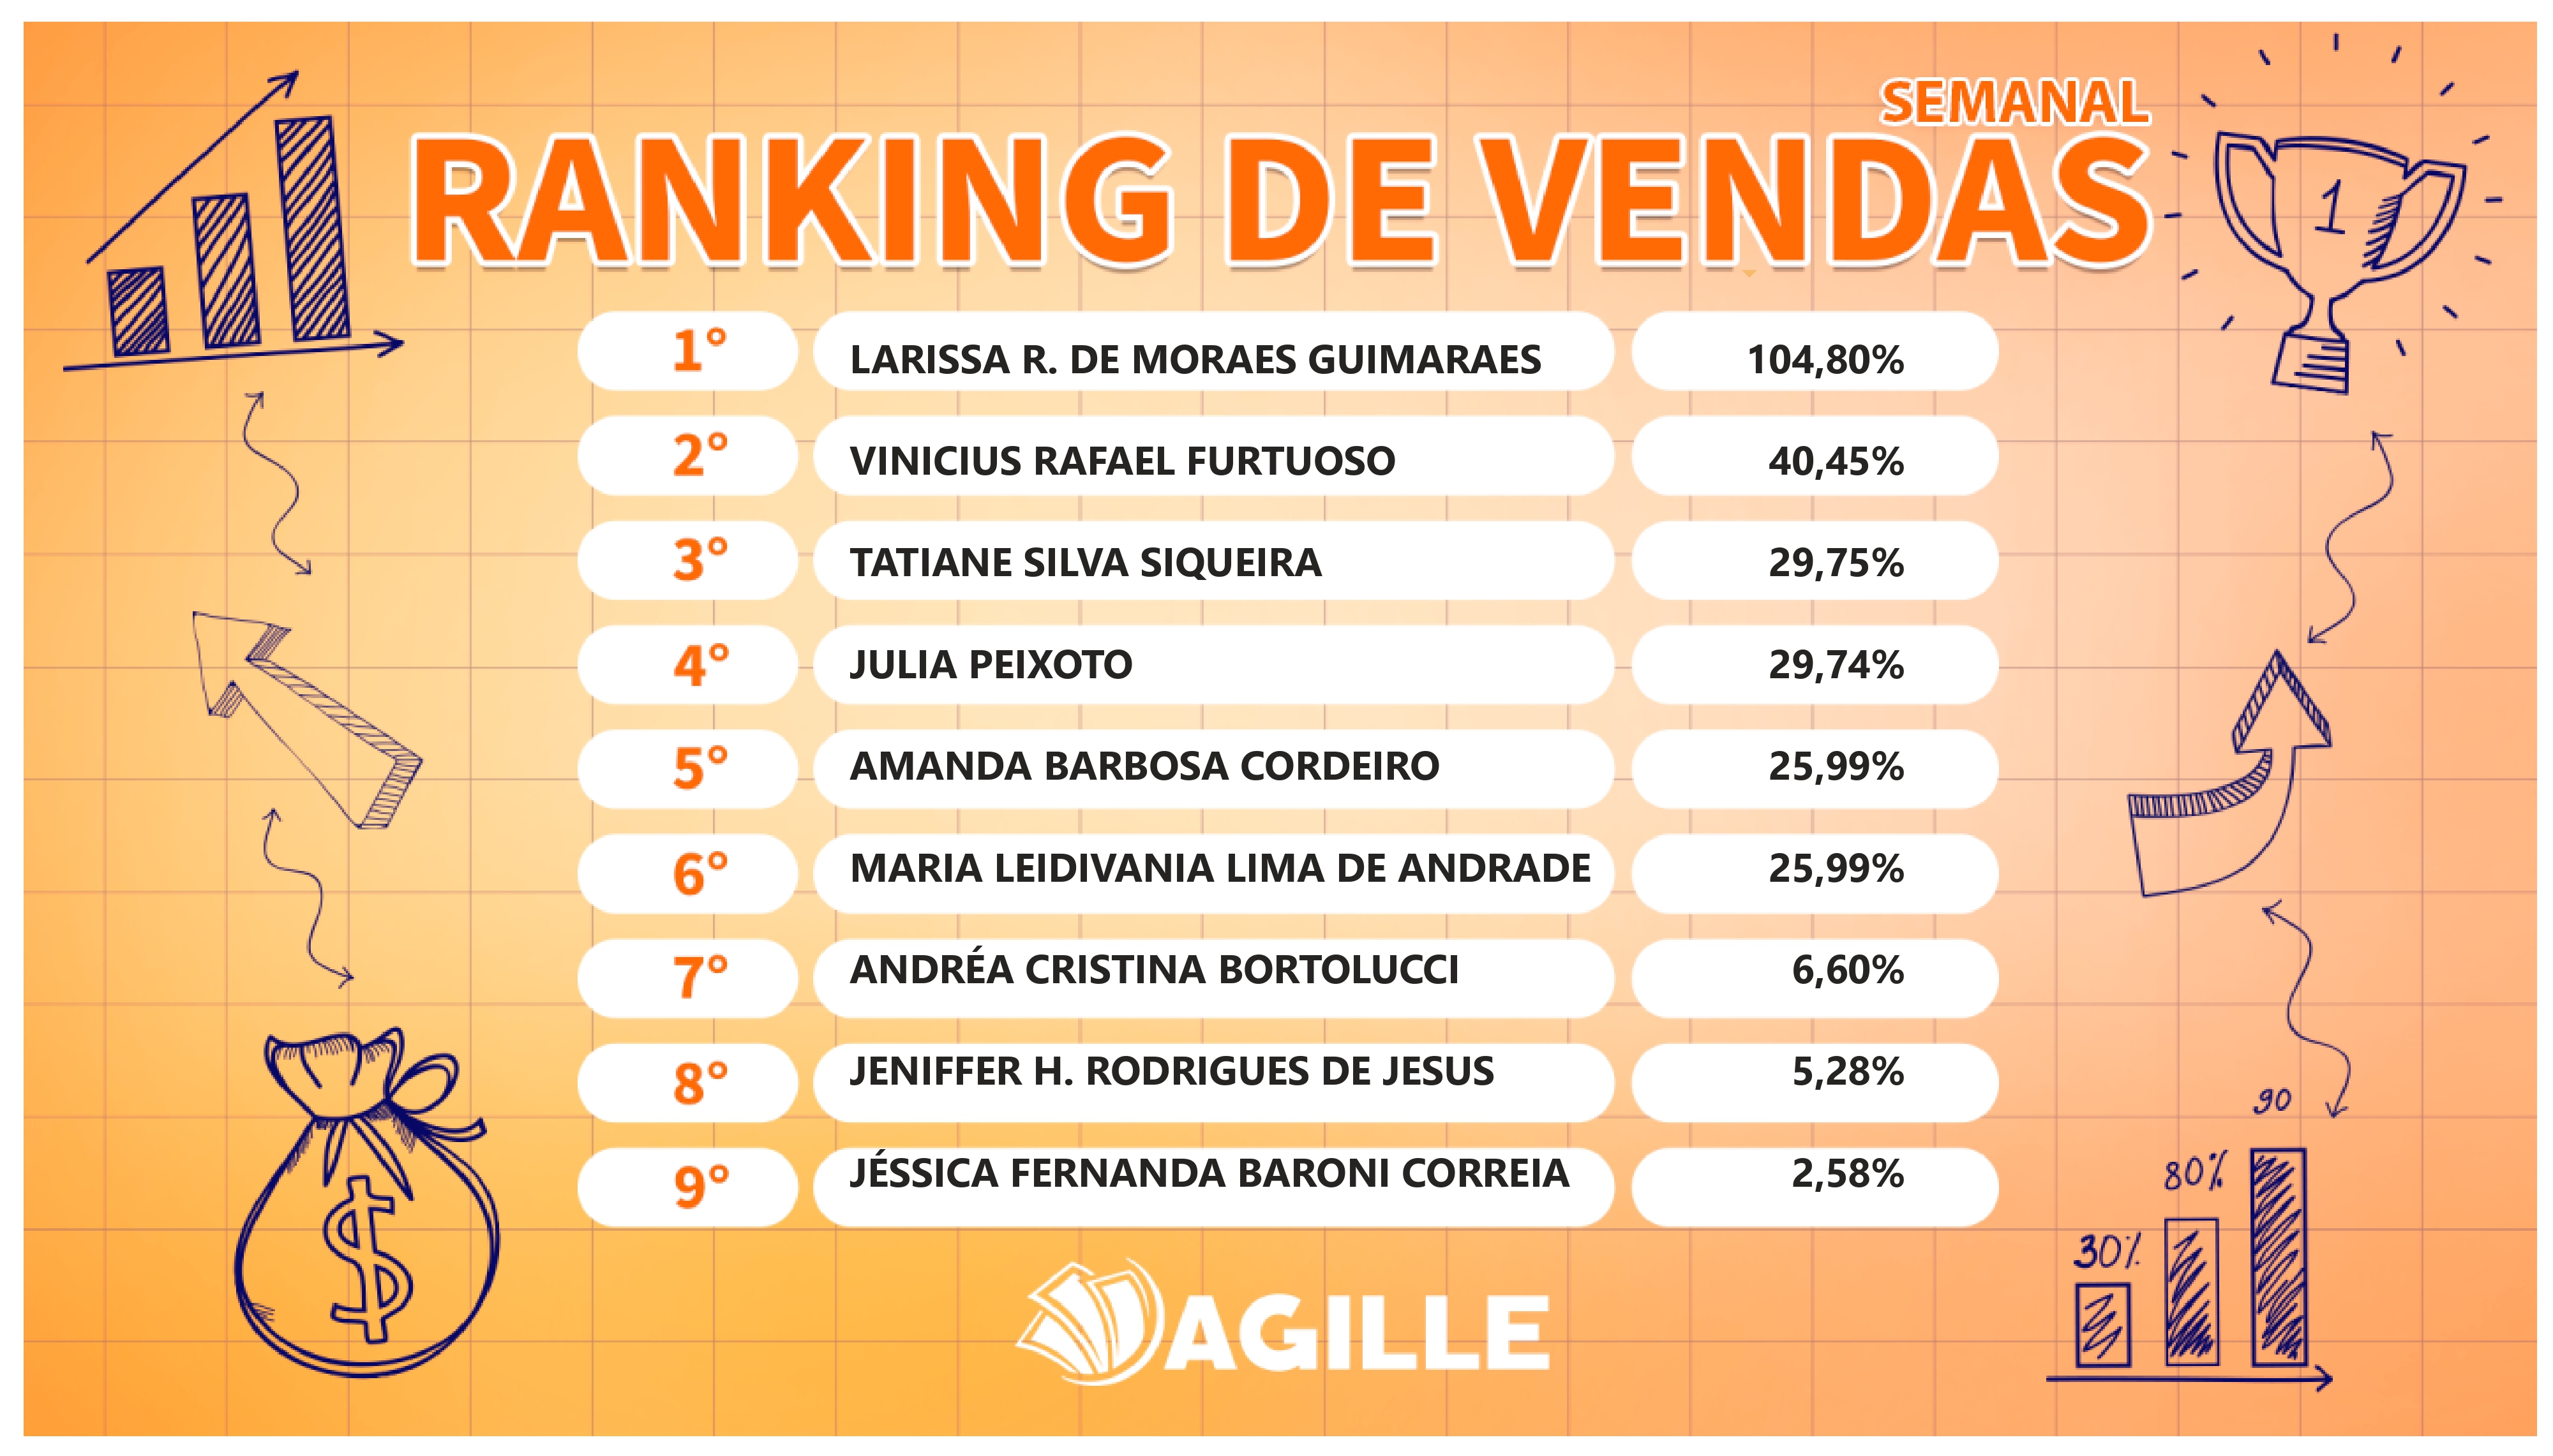 SEMANAL
RANKING DE VENDAS
1
1° LARISSA R. DE MORAES GUIMARAES 104,80%
2° VINICIUS RAFAEL FURTUOSO 40,45%
3° TATIANE SILVA SIQUEIRA 29,75%
4° JULIA PEIXOTO 29,74%
5° AMANDA BARBOSA CORDEIRO 25,99%
6° MARIA LEIDIVANIA LIMA DE ANDRADE 25,99%
7° ANDRÉA CRISTINA BORTOLUCCI 6,60%
8° JENIFFER H. RODRIGUES DE JESUS 5,28%
9° JÉSSICA FERNANDA BARONI CORREIA 2,58%
$
90
80%
30%
AGILLE